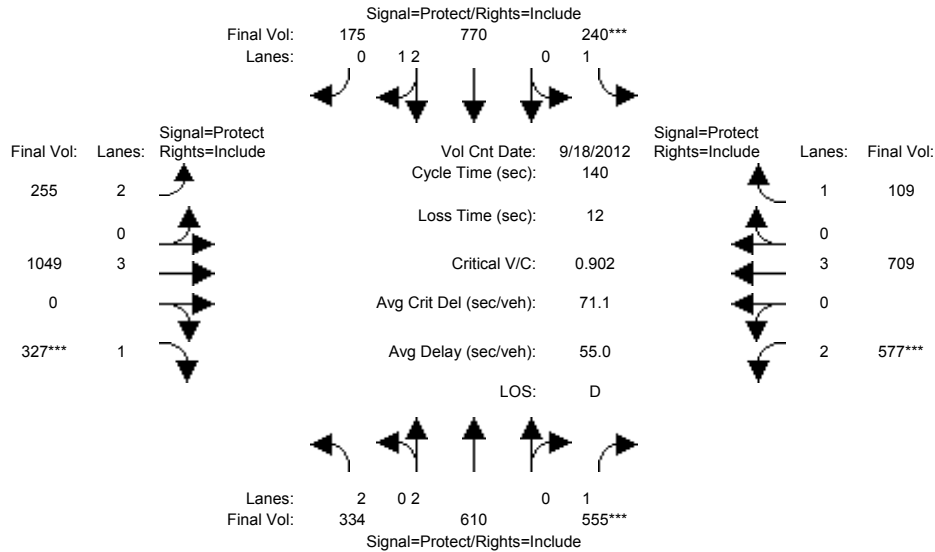 Signal=Protect/Rights=Include
Final Vol: 175 770 240***
Lanes: 0 1 2 0 1
Signal=Protect Signal=Protect
Final Vol: Lanes: Rights=Include Vol Cnt Date: 9/18/2012 Rights=Include Lanes: Final Vol:
Cycle Time (sec): 140
255 2 1 109
Loss Time (sec): 12
0 0
1049 3 Critical V/C: 0.902 3 709
0 Avg Crit Del (sec/veh): 71.1 0
327*** 1 Avg Delay (sec/veh): 55.0 2 577***
LOS: D
Lanes: 2 0 2 0 1
Final Vol: 334 610 555***
Signal=Protect/Rights=Include